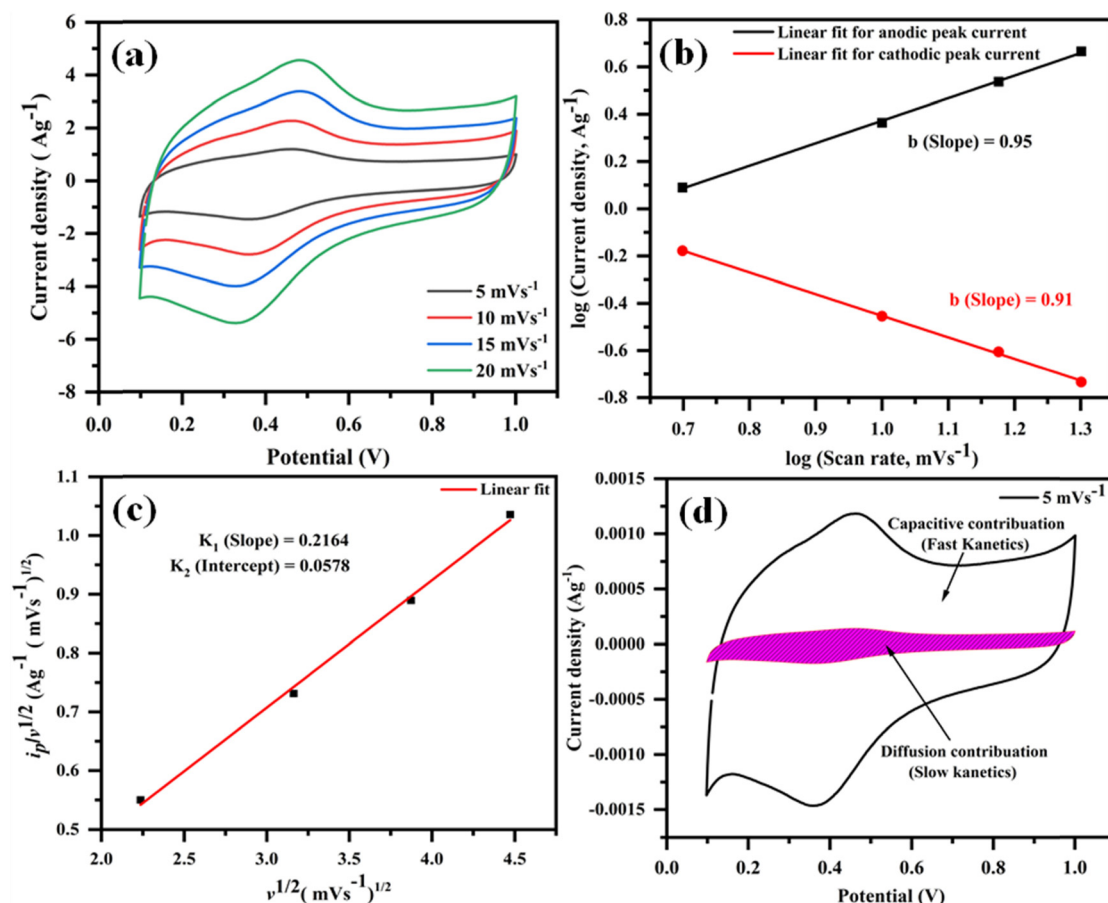 (a)
Current density ( Ag⁻¹)
4
2
0
-2
-4
-6
-8
5 mVs⁻¹
10 mVs⁻¹
15 mVs⁻¹
20 mVs⁻¹
0.0 0.2 0.4 0.6 0.8 1.0
Potential (V)
(b)
Linear fit for anodic peak current
Linear fit for cathodic peak current
log (Current density, Ag⁻¹)
0.8
0.6
0.4
0.2
0.0
-0.2
-0.4
-0.6
-0.8
b (Slope) = 0.95
b (Slope) = 0.91
0.7 0.8 0.9 1.0 1.1 1.2 1.3
log (Scan rate, mVs⁻¹)
(c)
Linear fit
K₁ (Slope) = 0.2164
K₂ (Intercept) = 0.0578
iₚ/v¹/² (Ag⁻¹ ( mVs⁻¹)¹/²
1.1
1.0
0.9
0.8
0.7
0.6
0.5
2.0 2.5 3.0 3.5 4.0 4.5
v¹/²( mVs⁻¹)¹/²
(d)
5 mVs⁻¹
Capacitive contribuation
(Fast Kanetics)
Current density (Ag⁻¹)
0.0010
0.0005
0.0000
-0.0005
-0.0010
-0.0015
Diffusion contribuation
(Slow kanetics)
0.0 0.2 0.4 0.6 0.8 1.0
Potential (V)